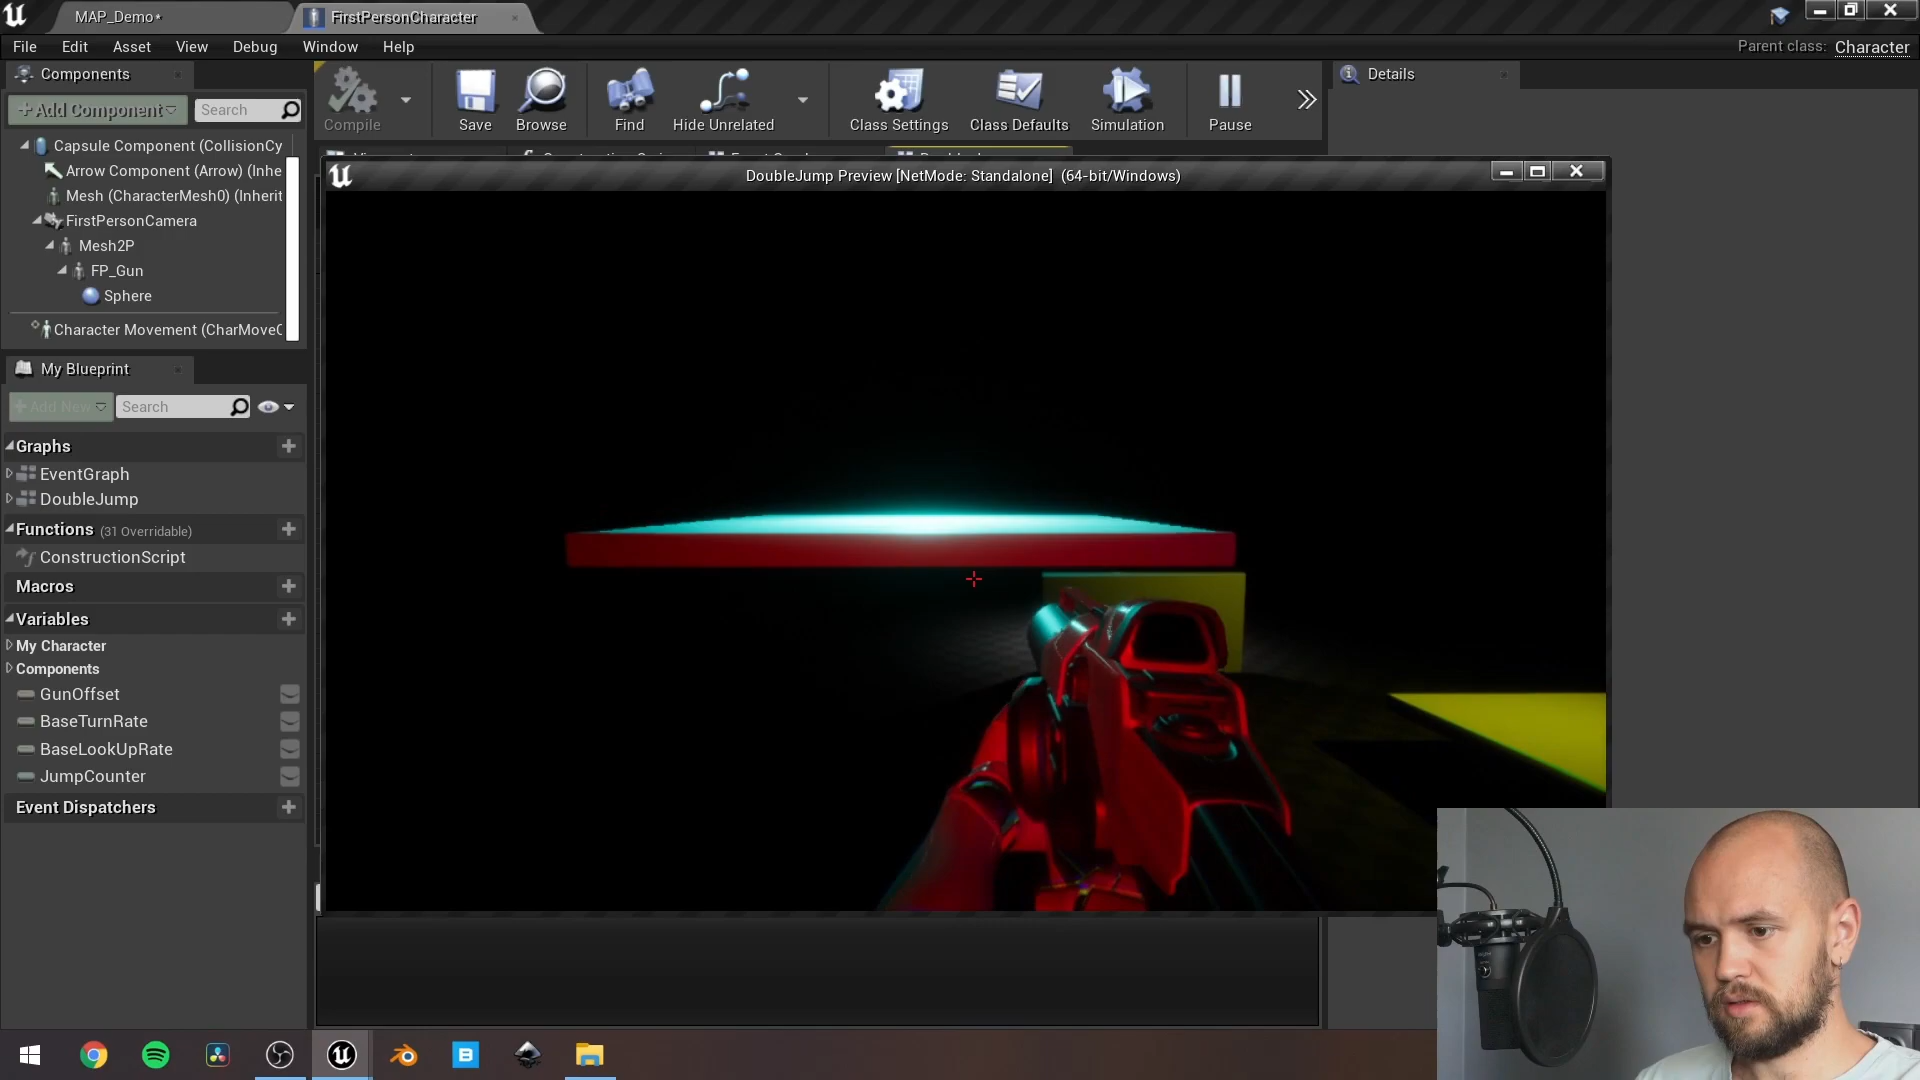 MAP_Demo*
FirstPersonCharacter
File Edit Asset View Debug Window Help
Parent class: Character
Components
Details
+Add Component
Search
Compile
Save
Browse
Find
Hide Unrelated
Class Settings
Class Defaults
Simulation
Pause
Capsule Component (CollisionCy
Arrow Component (Arrow) (Inhe
Mesh (CharacterMesh0) (Inherit
FirstPersonCamera
Mesh2P
FP_Gun
Sphere
Character Movement (CharMoveC
DoubleJump Preview [NetMode: Standalone] (64-bit/Windows)
My Blueprint
+Add New
Search
Graphs
EventGraph
DoubleJump
Functions (31 Overridable)
ConstructionScript
Macros
Variables
My Character
Components
GunOffset
BaseTurnRate
BaseLookUpRate
JumpCounter
Event Dispatchers